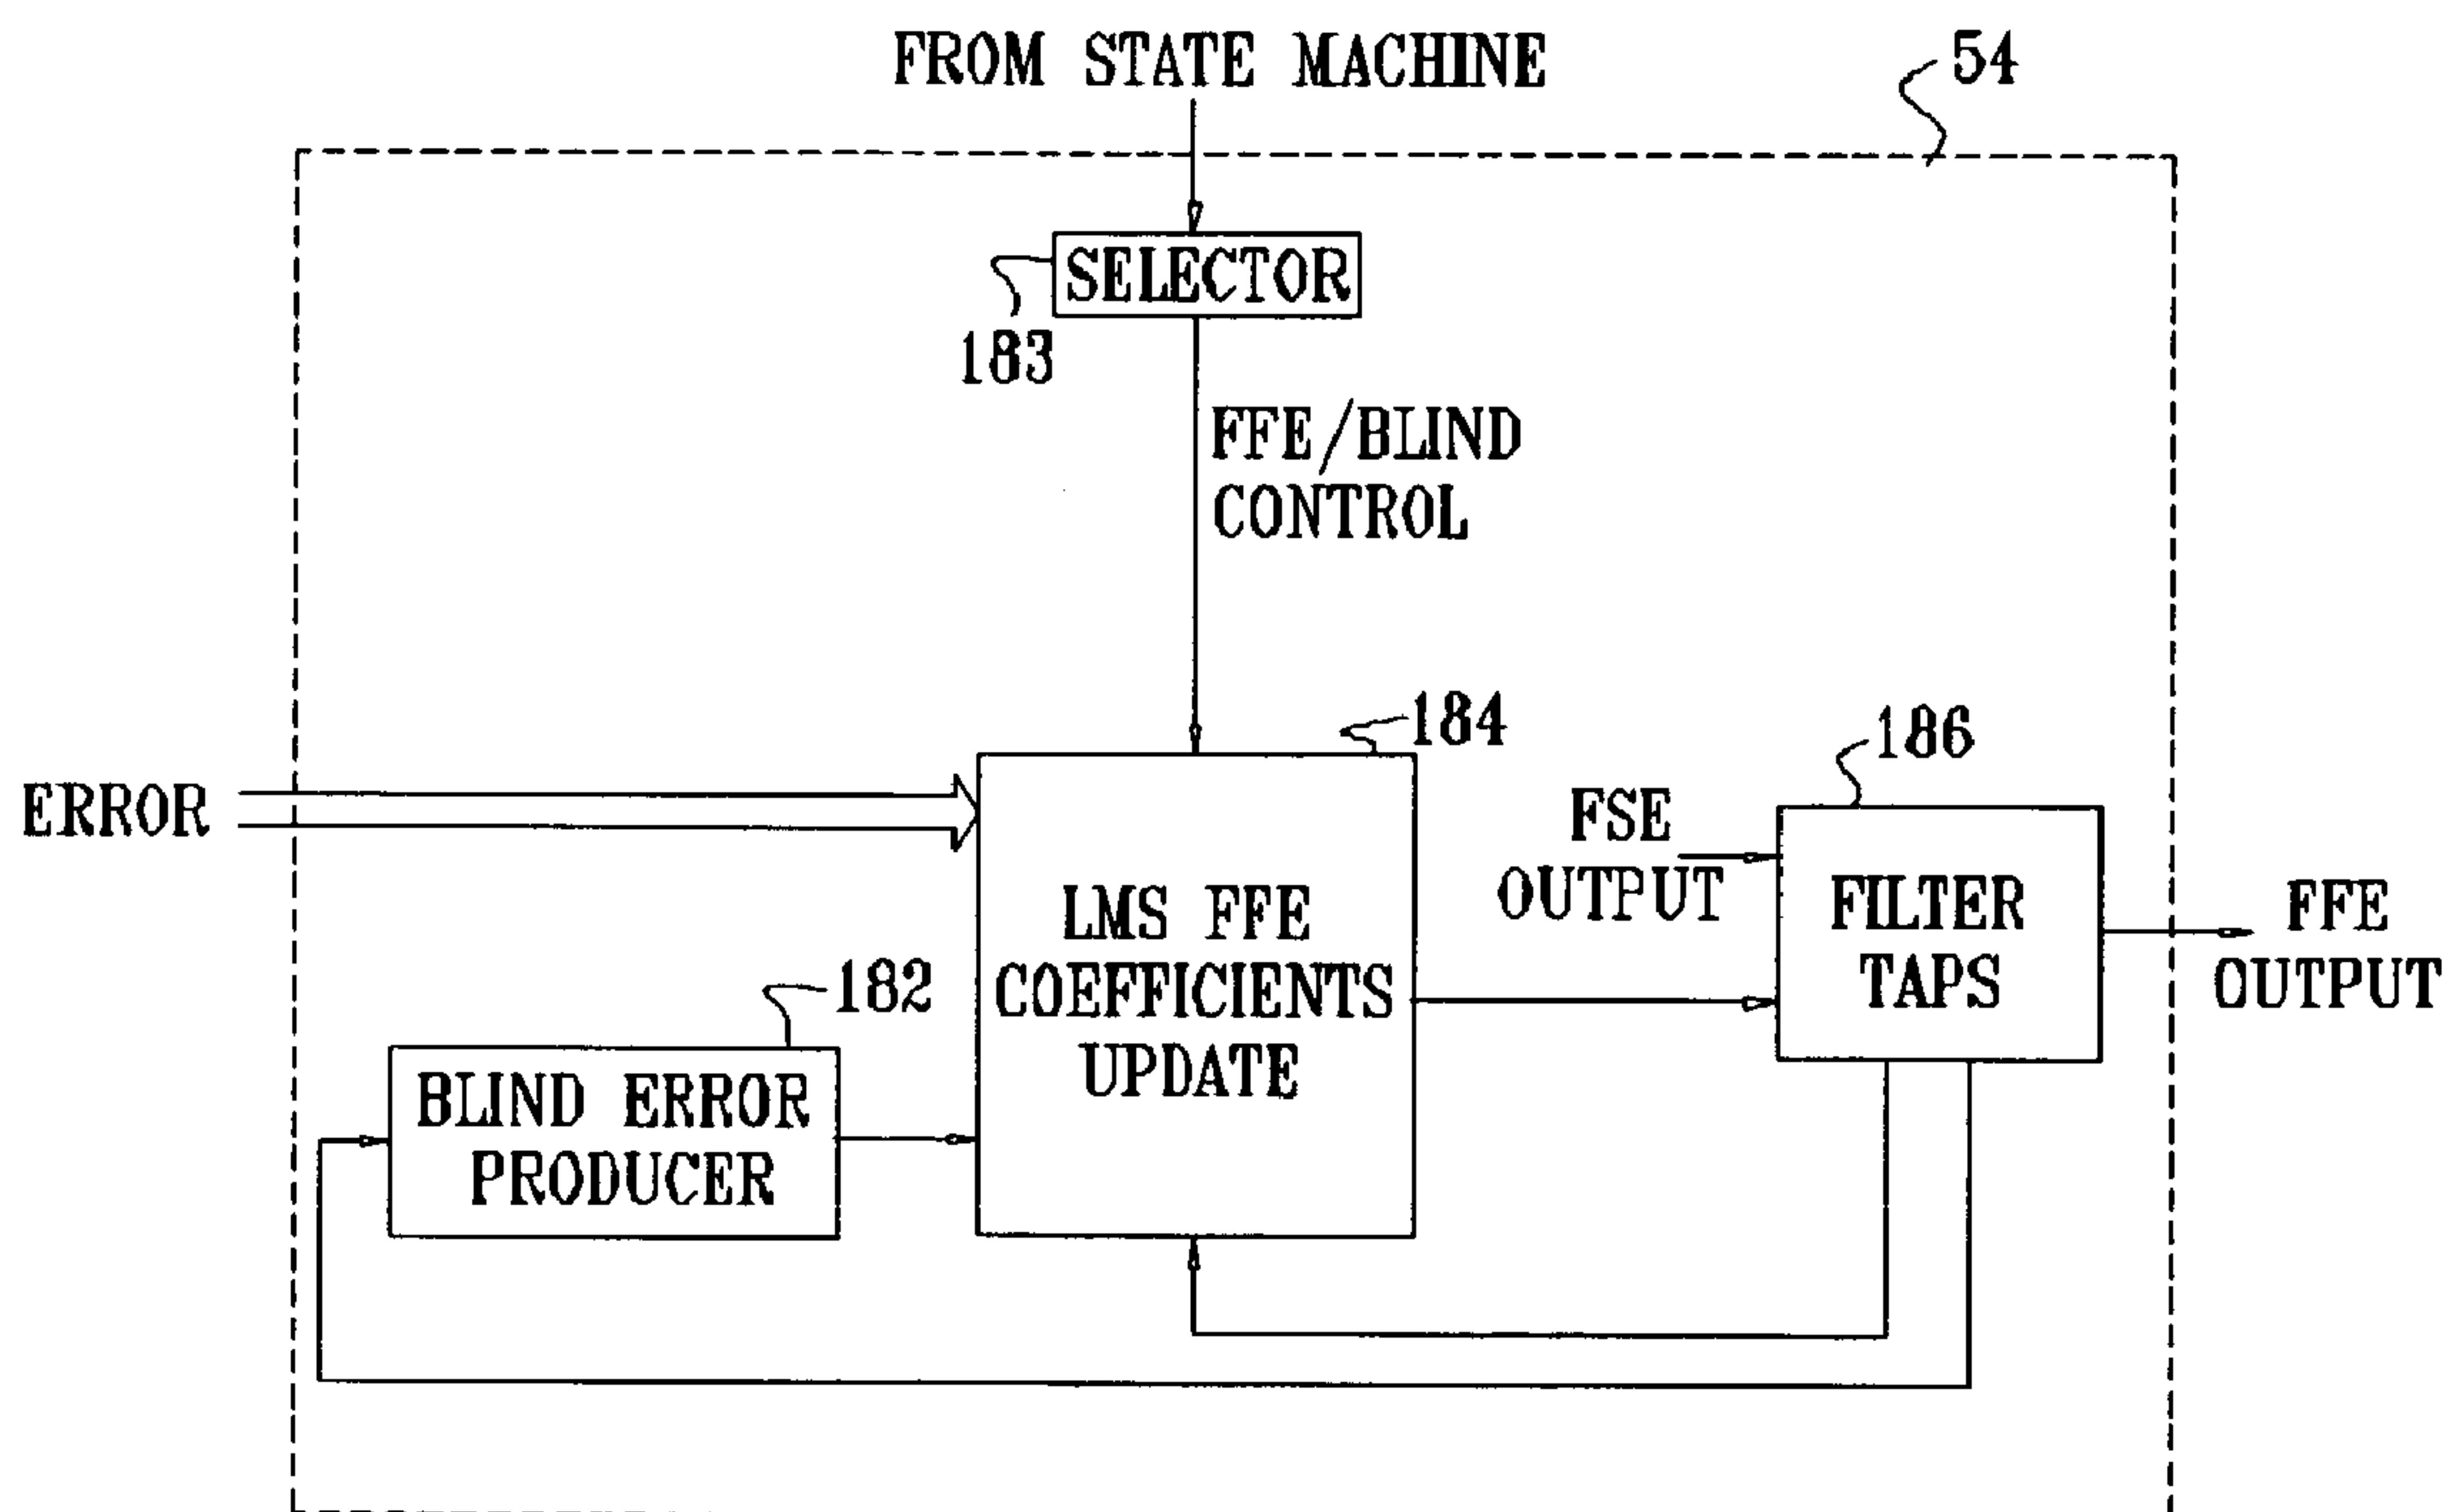 FROM STATE MACHINE
54
SELECTOR
183
FFE/BLIND
CONTROL
184
186
ERROR
FSE
OUTPUT
FILTER
TAPS
FFE
OUTPUT
LMS FFE
COEFFICIENTS
UPDATE
182
BLIND ERROR
PRODUCER